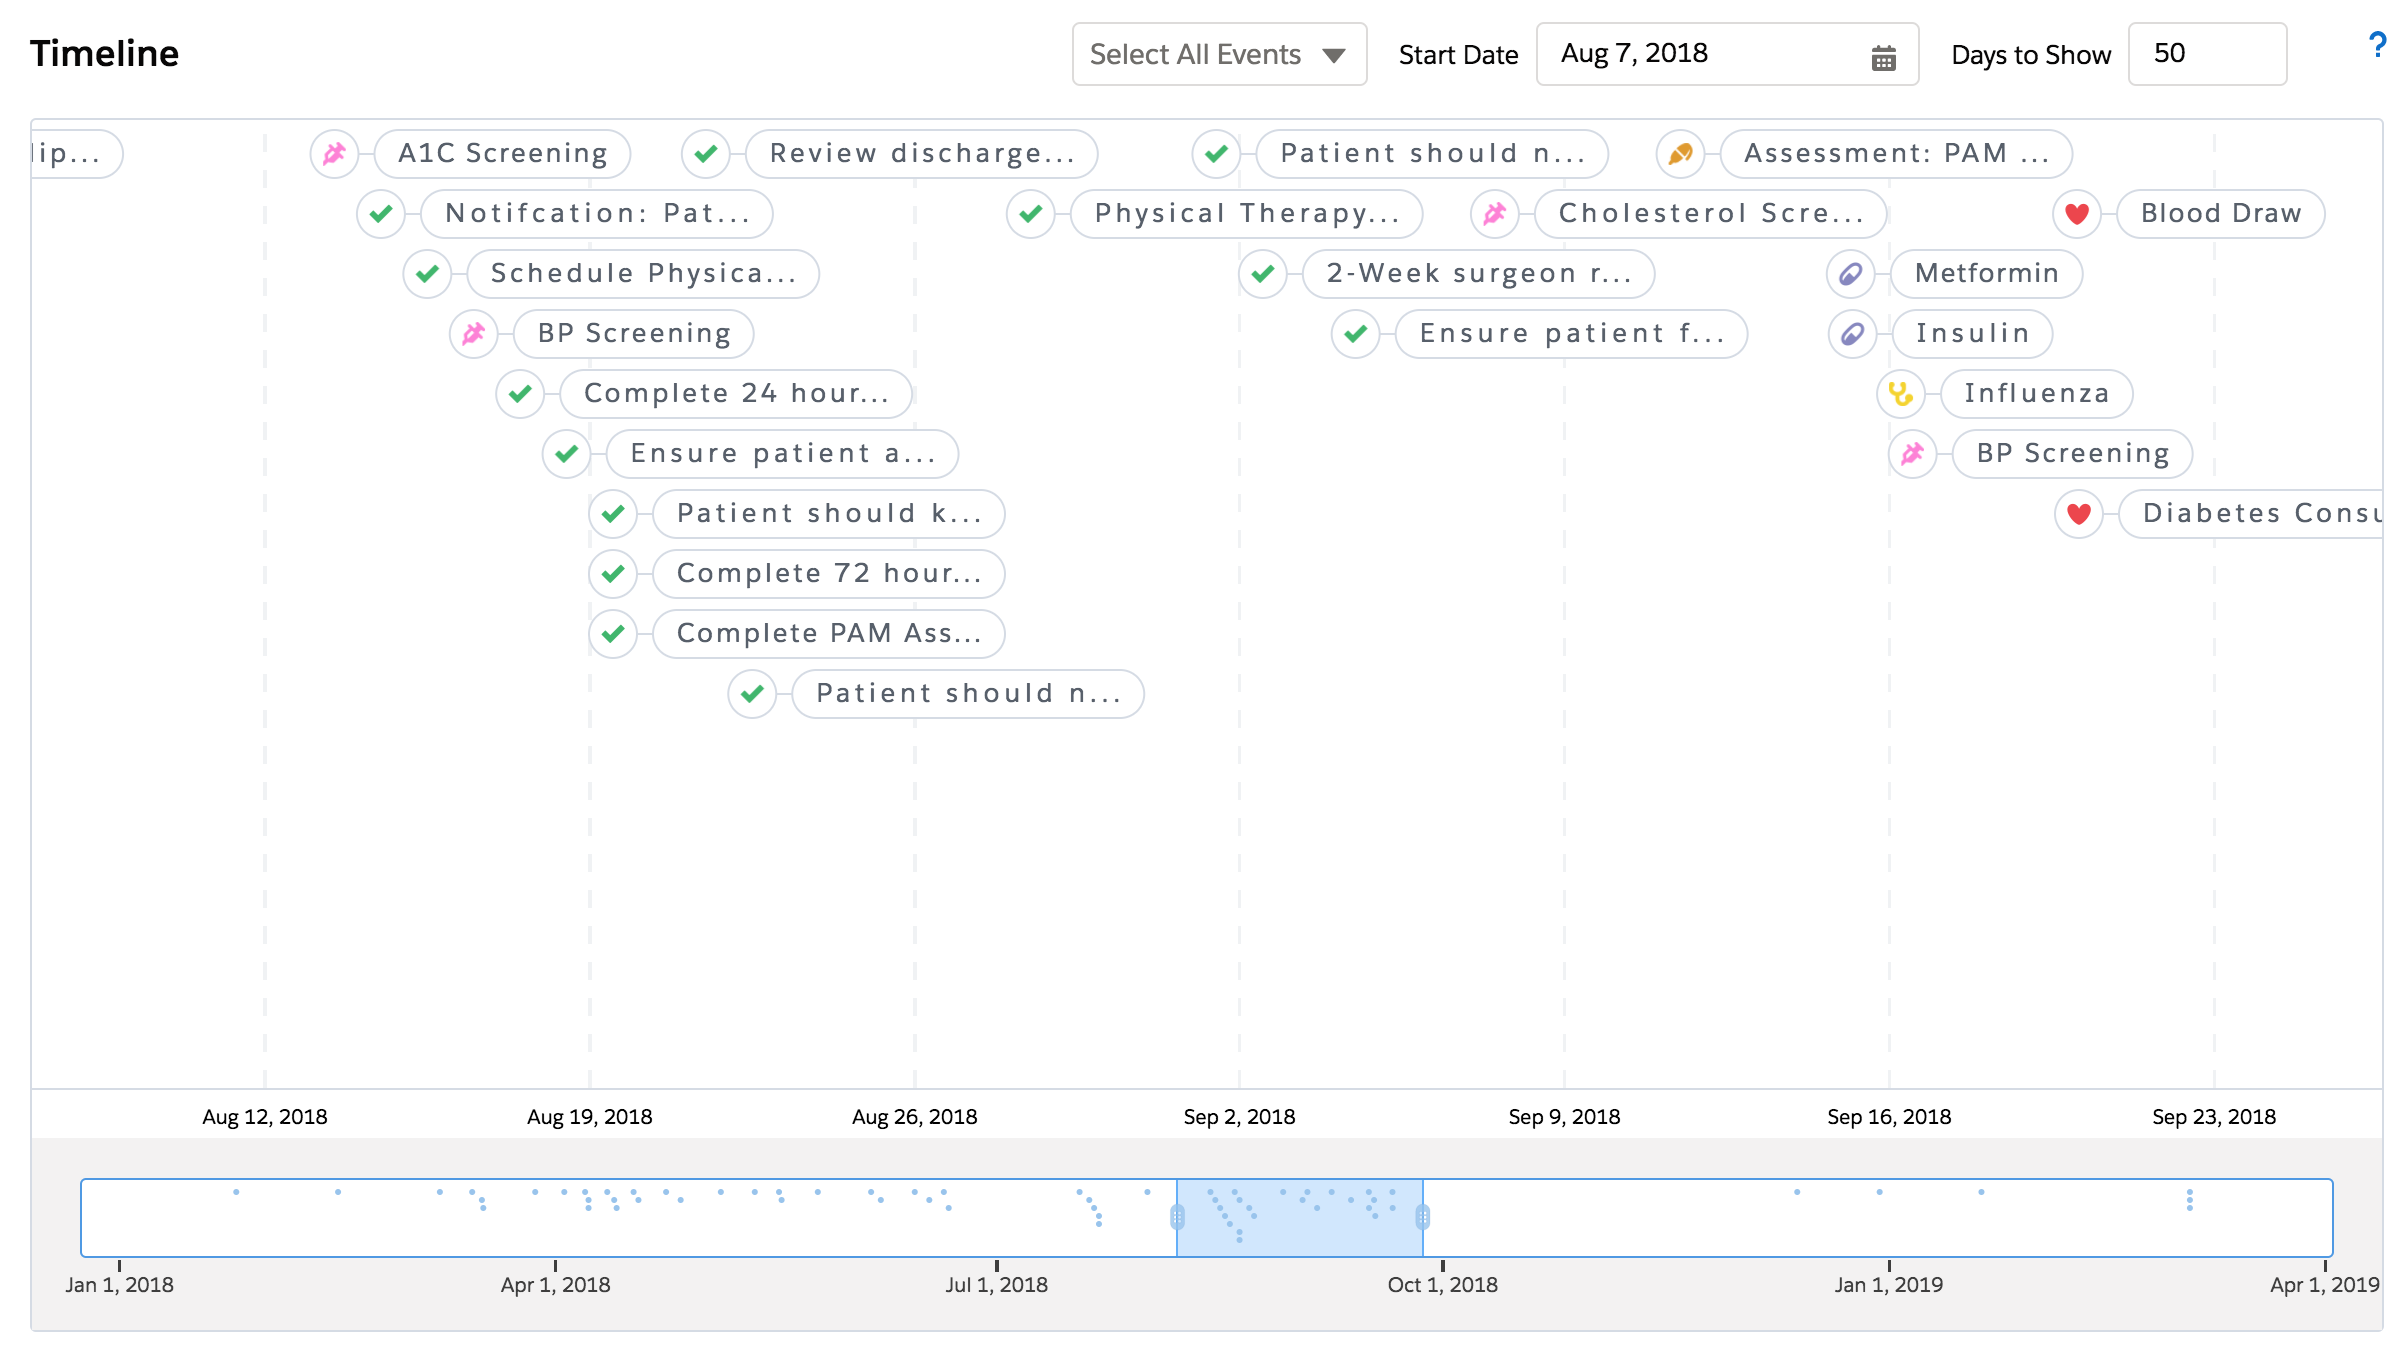 Timeline
Select All Events
Start Date
Aug 7, 2018
Days to Show
50
?
lip...
A1C Screening
Review discharge...
Patient should n...
Assessment: PAM ...
Notifcation: Pat...
Physical Therapy...
Cholesterol Scre...
Blood Draw
Schedule Physica...
2-Week surgeon r...
Metformin
BP Screening
Ensure patient f...
Insulin
Complete 24 hour...
Influenza
Ensure patient a...
BP Screening
Patient should k...
Diabetes Consu
Complete 72 hour...
Complete PAM Ass...
Patient should n...
Aug 12, 2018
Aug 19, 2018
Aug 26, 2018
Sep 2, 2018
Sep 9, 2018
Sep 16, 2018
Sep 23, 2018
Jan 1, 2018
Apr 1, 2018
Jul 1, 2018
Oct 1, 2018
Jan 1, 2019
Apr 1, 2019